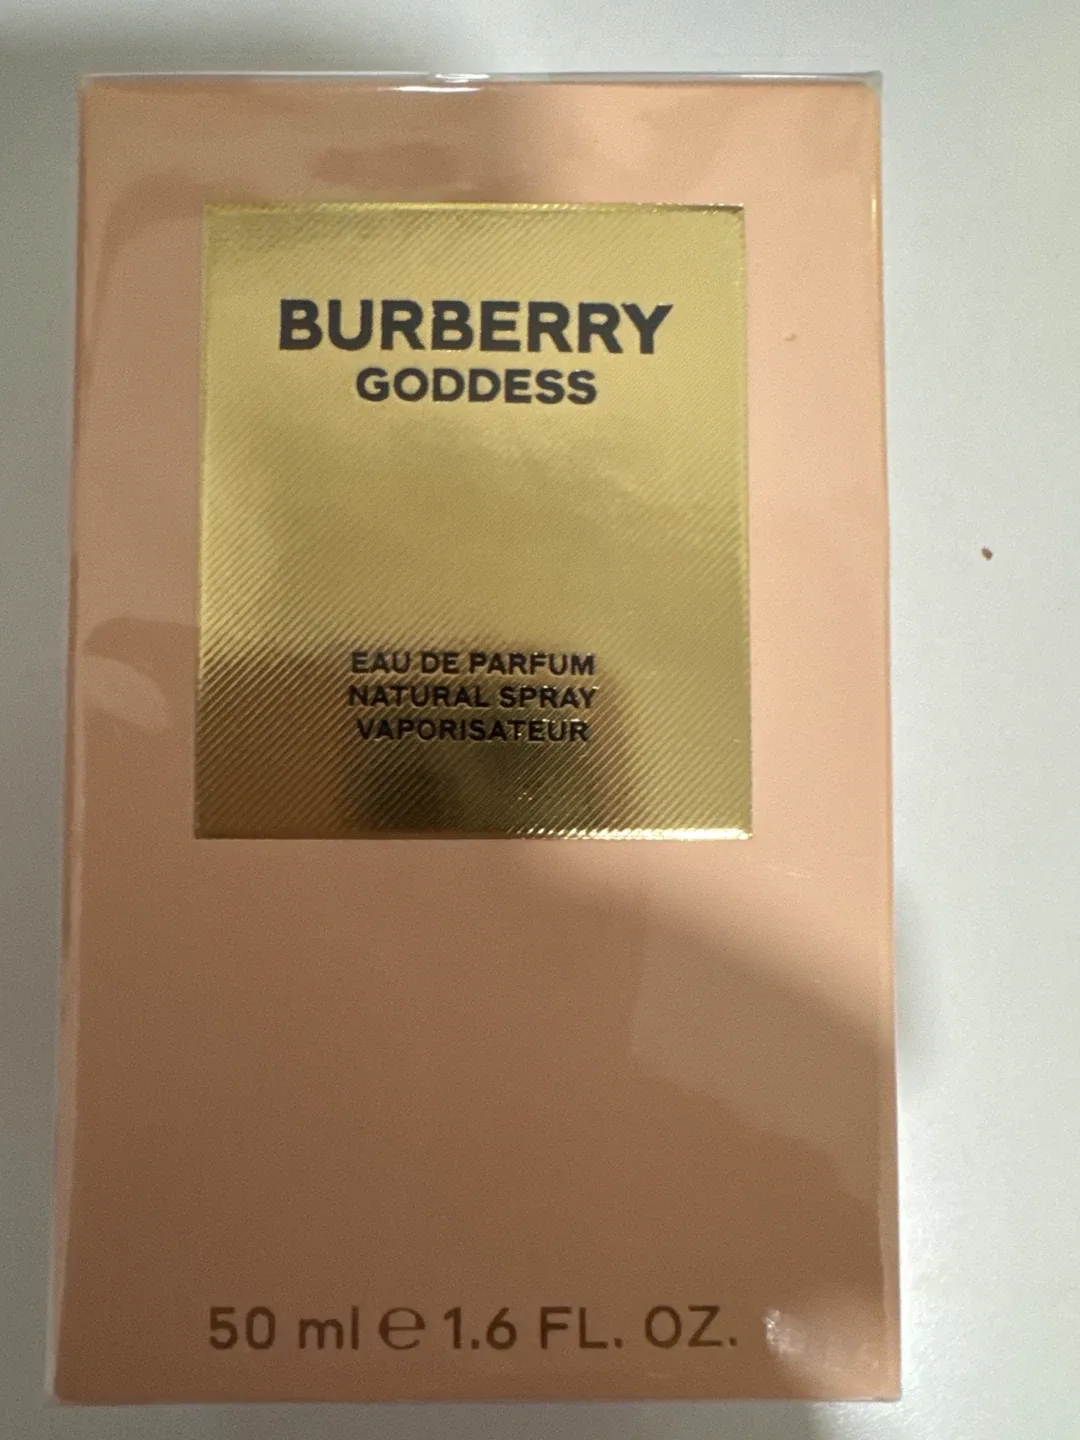 BURBERRY
GODDESS
EAU DE PARFUM
NATURAL SPRAY
VAPORISATEUR
50 ml ℮ 1.6 FL. OZ.